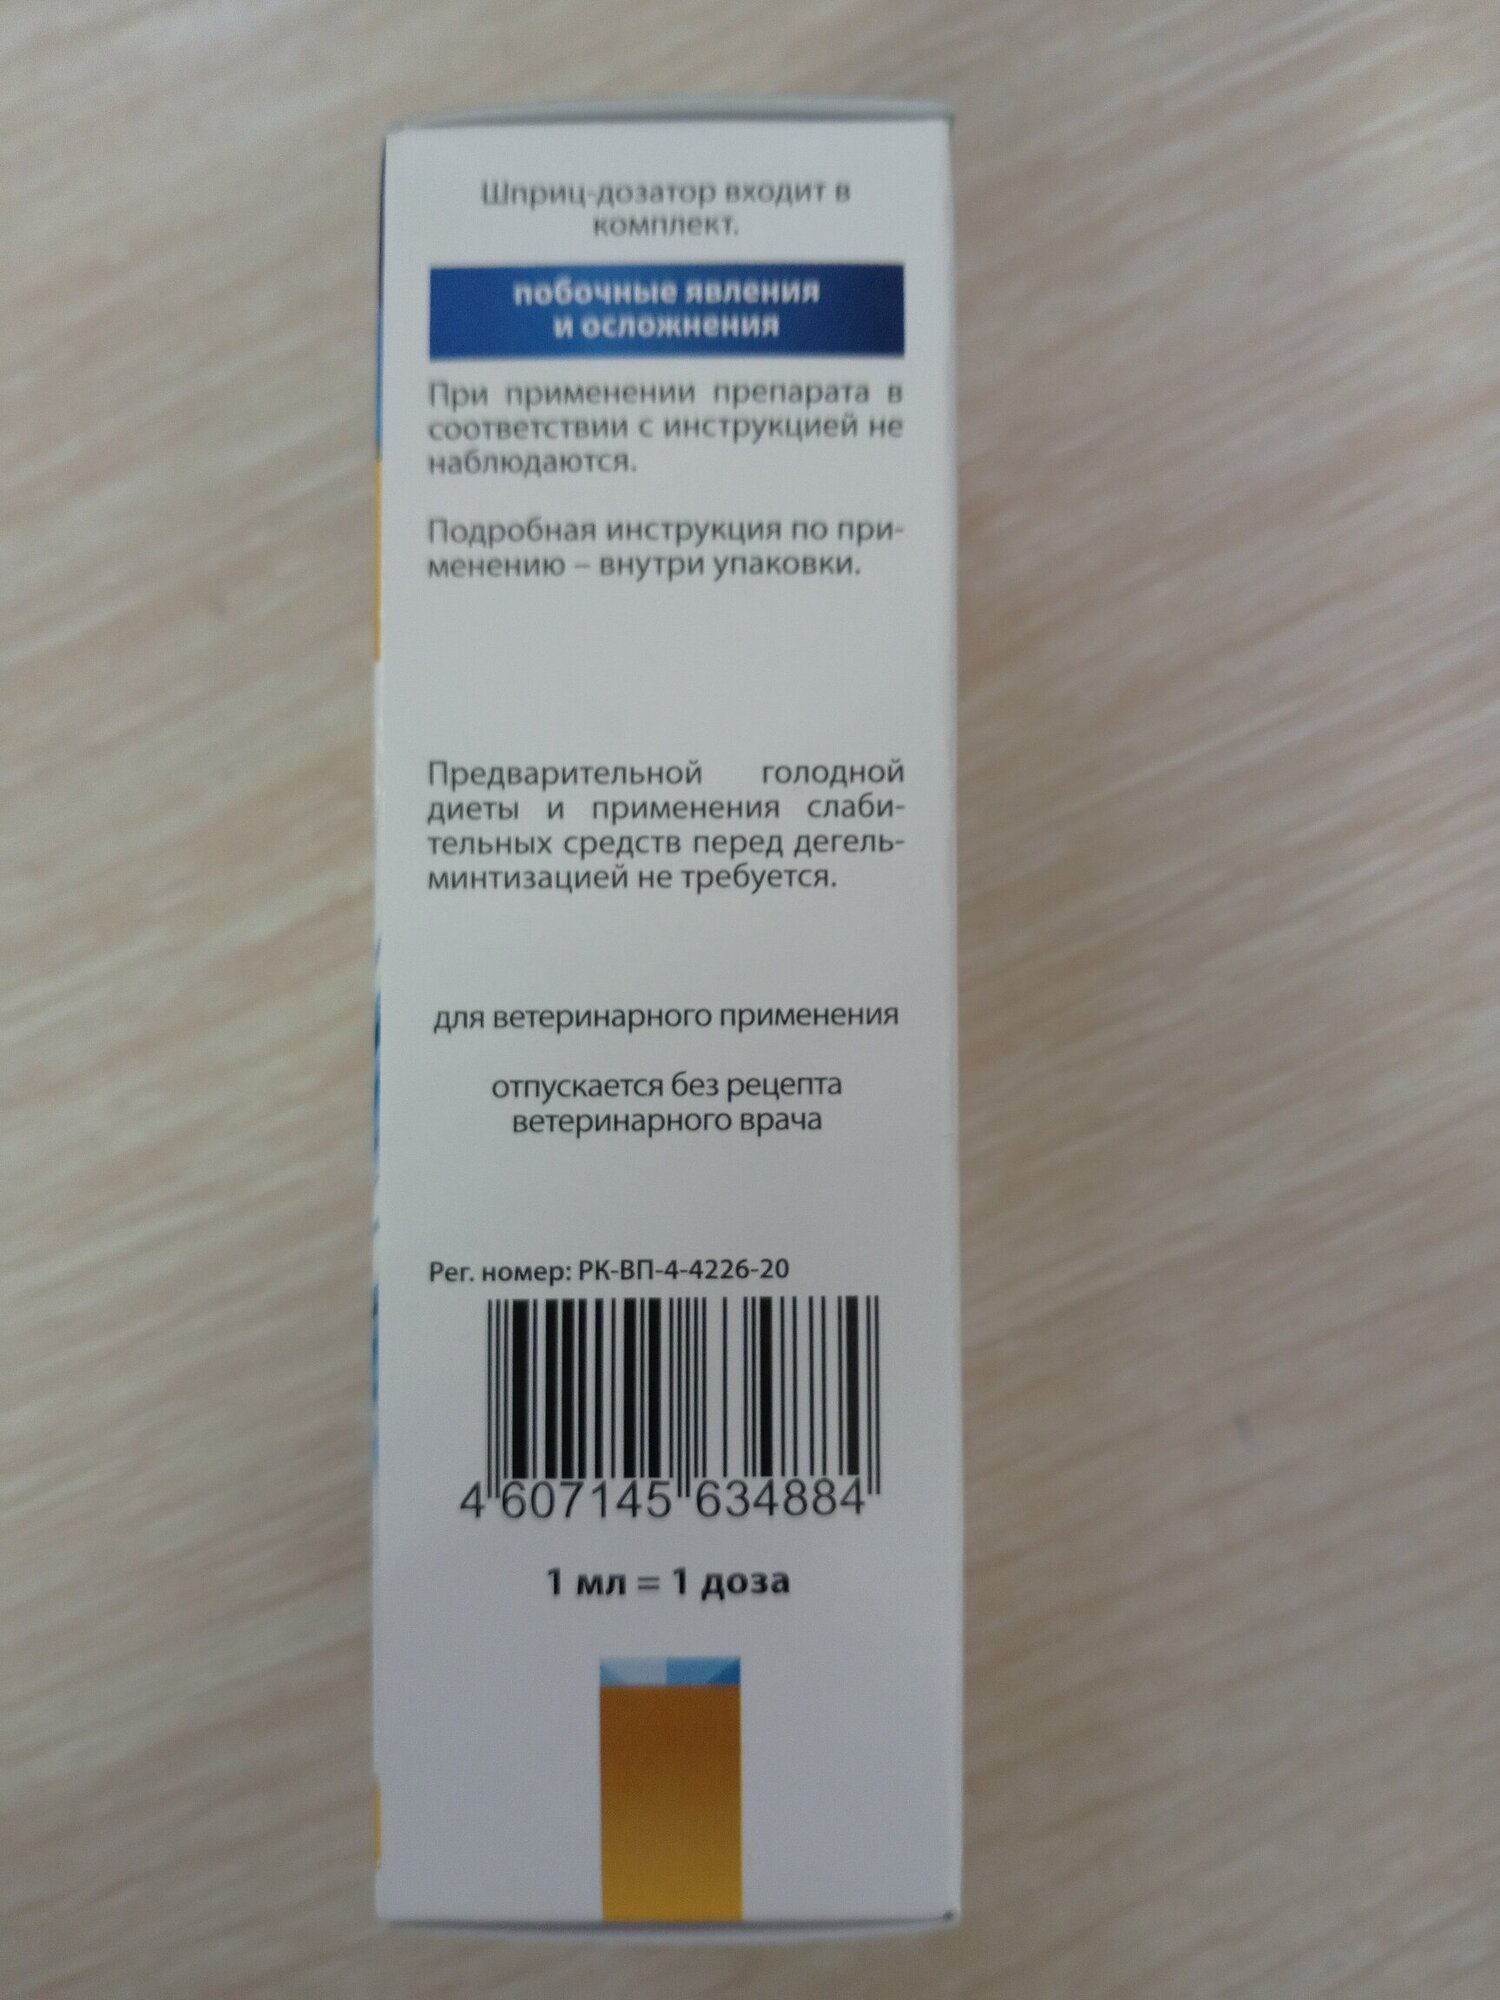 Шприц-дозатор входит в
комплект.
побочные явления
и осложнения
При применении препарата в
соответствии с инструкцией не
наблюдаются.
Подробная инструкция по при-
менению – внутри упаковки.
Предварительной голодной
диеты и применения слаби-
тельных средств перед дегель-
минтизацией не требуется.
для ветеринарного применения
отпускается без рецепта
ветеринарного врача
Рег. номер: РК-ВП-4-4226-20
4 607145 634884
1 мл = 1 доза